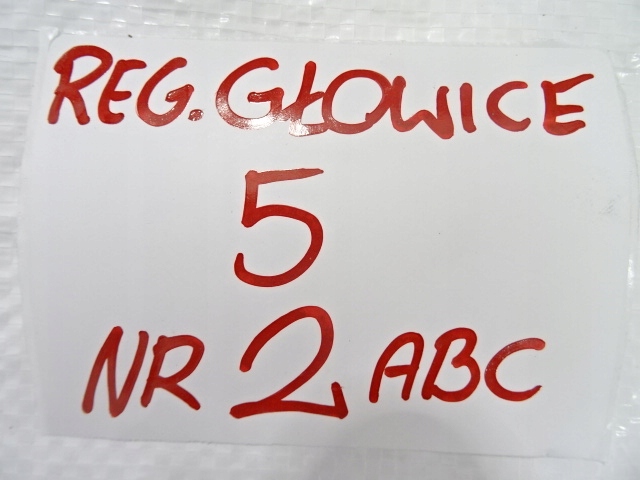 REG. GŁOWICE
5
NR 2 ABC